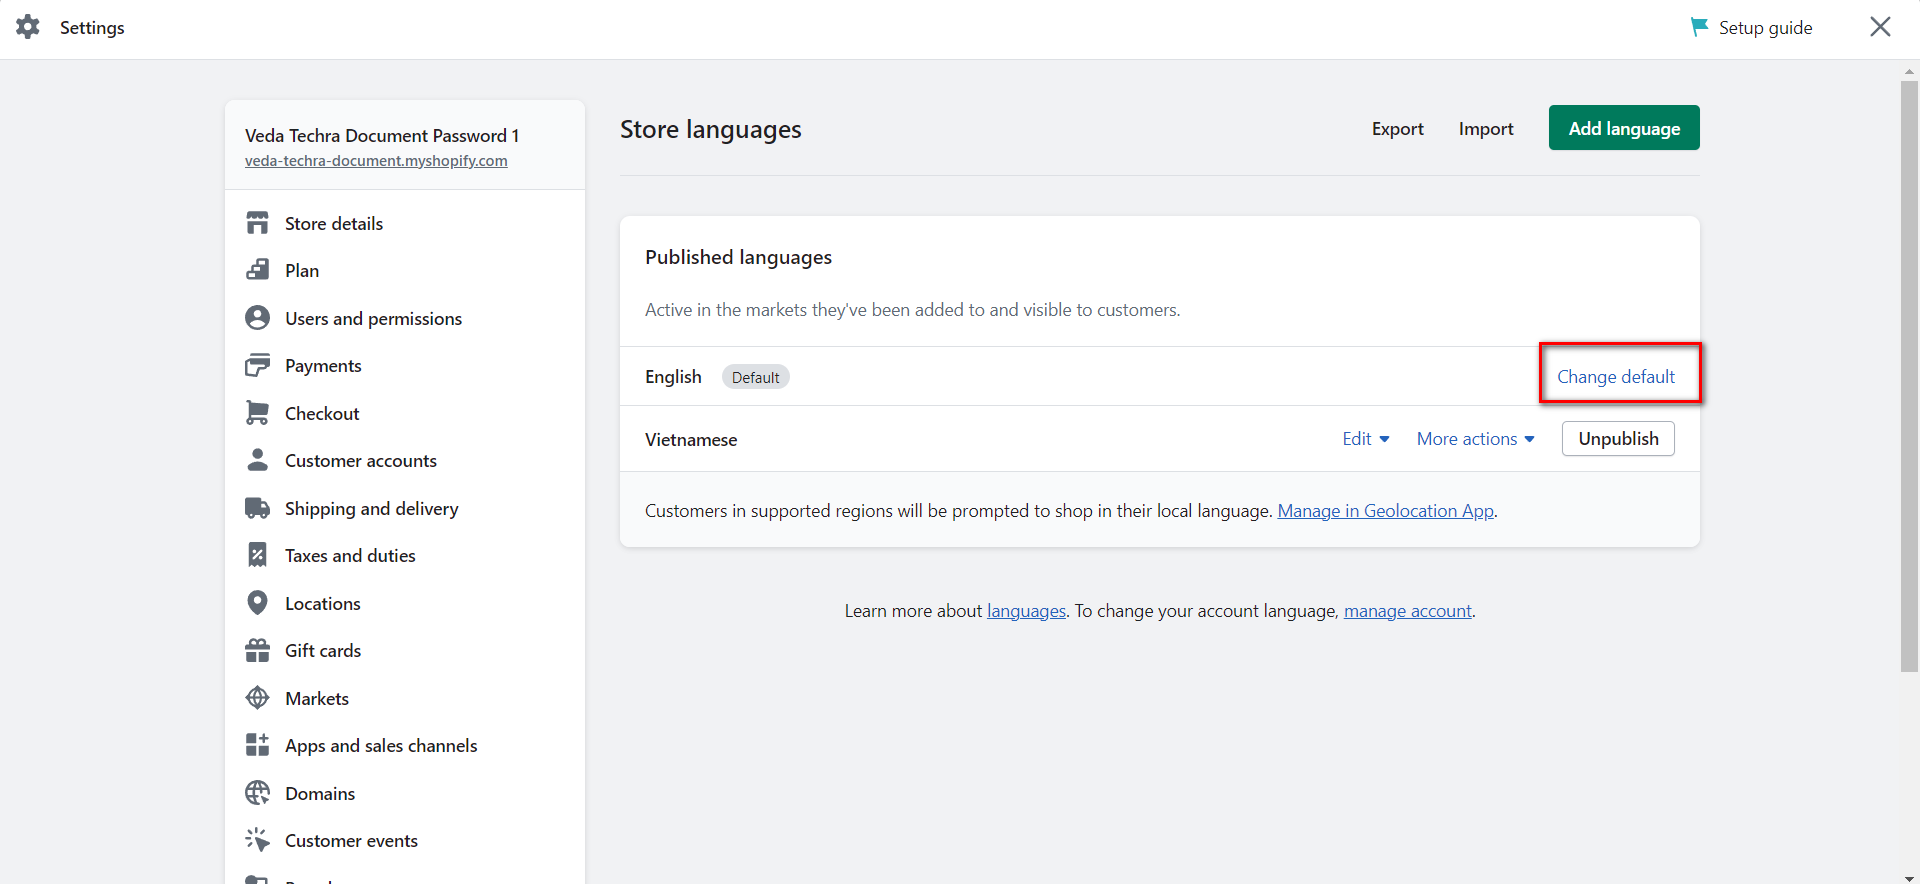 Settings
Setup guide
Veda Techra Document Password 1
veda-techra-document.myshopify.com
Store details
Plan
Users and permissions
Payments
Checkout
Customer accounts
Shipping and delivery
Taxes and duties
Locations
Gift cards
Markets
Apps and sales channels
Domains
Customer events
Store languages
Export
Import
Add language
Published languages
Active in the markets they've been added to and visible to customers.
English
Default
Change default
Vietnamese
Edit
More actions
Unpublish
Customers in supported regions will be prompted to shop in their local language. Manage in Geolocation App.
Learn more about languages. To change your account language, manage account.